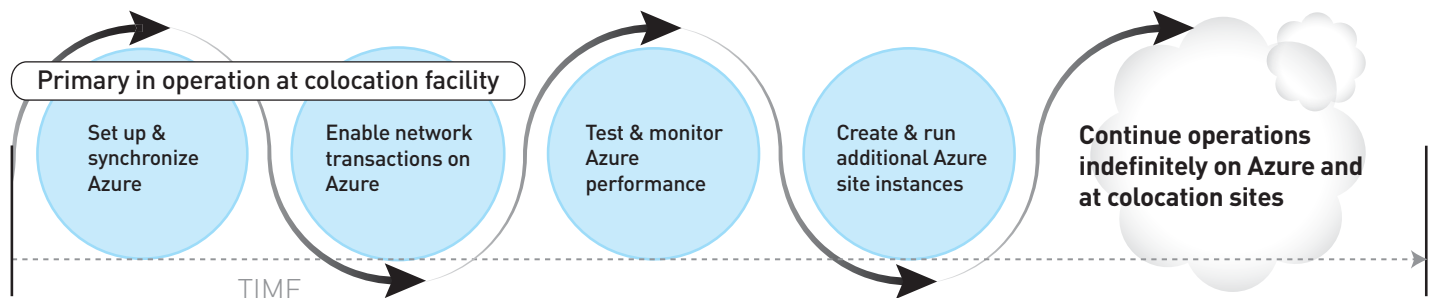 Primary in operation at colocation facility
Set up &
synchronize
Azure
Enable network
transactions on
Azure
Test & monitor
Azure
performance
Create & run
additional Azure
site instances
Continue operations
indefinitely on Azure and
at colocation sites
TIME